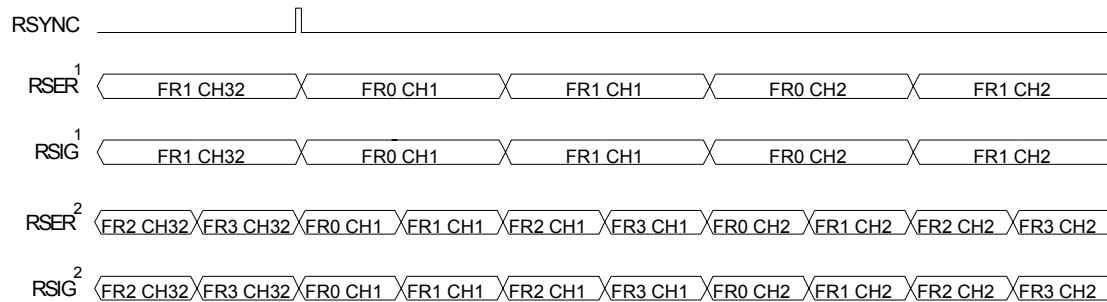 RSYNC
RSER1 FR1 CH32 FR0 CH1 FR1 CH1 FR0 CH2 FR1 CH2
RSIG1 FR1 CH32 FR0 CH1 FR1 CH1 FR0 CH2 FR1 CH2
RSER2 FR2 CH32 FR3 CH32 FR0 CH1 FR1 CH1 FR2 CH1 FR3 CH1 FR0 CH2 FR1 CH2 FR2 CH2 FR3 CH2
RSIG2 FR2 CH32 FR3 CH32 FR0 CH1 FR1 CH1 FR2 CH1 FR3 CH1 FR0 CH2 FR1 CH2 FR2 CH2 FR3 CH2